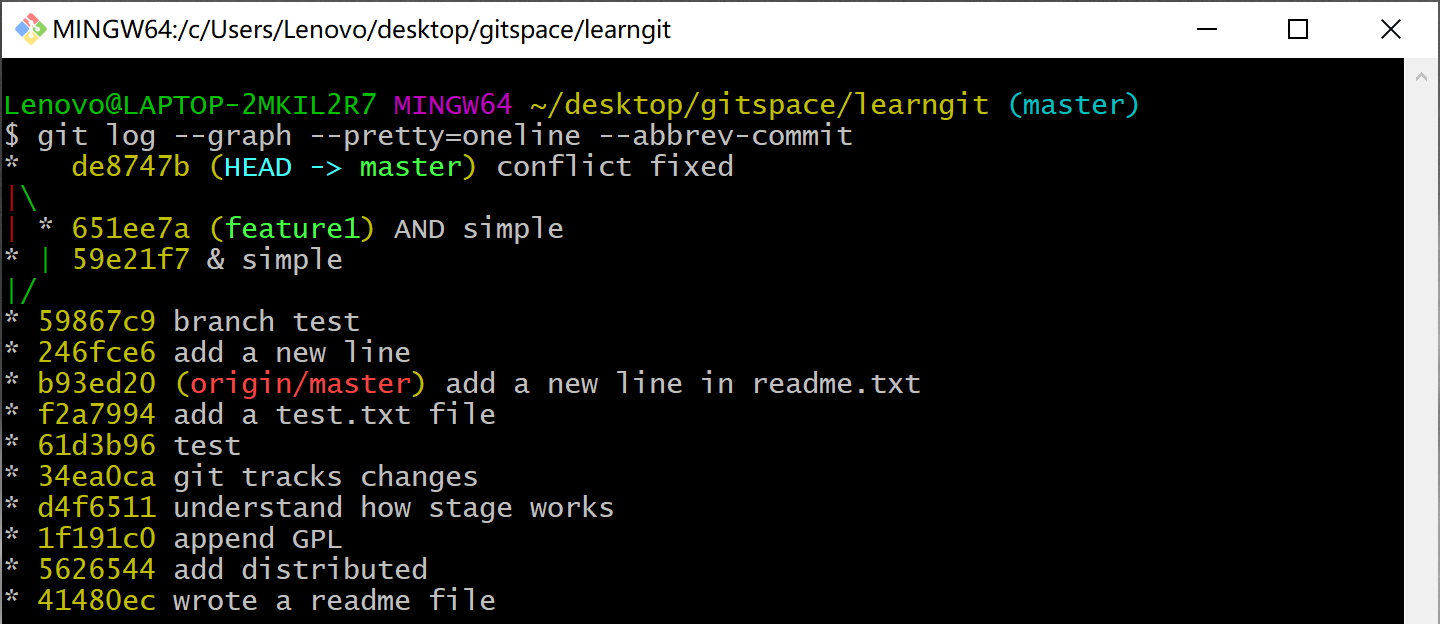 MINGW64:/c/Users/Lenovo/desktop/gitspace/learngit
Lenovo@LAPTOP-2MKIL2R7 MINGW64 ~/desktop/gitspace/learngit (master)
$ git log --graph --pretty=oneline --abbrev-commit
*   de8747b (HEAD -> master) conflict fixed
|\
| * 651ee7a (feature1) AND simple
* | 59e21f7 & simple
|/
* 59867c9 branch test
* 246fce6 add a new line
* b93ed20 (origin/master) add a new line in readme.txt
* f2a7994 add a test.txt file
* 61d3b96 test
* 34ea0ca git tracks changes
* d4f6511 understand how stage works
* 1f191c0 append GPL
* 5626544 add distributed
* 41480ec wrote a readme file